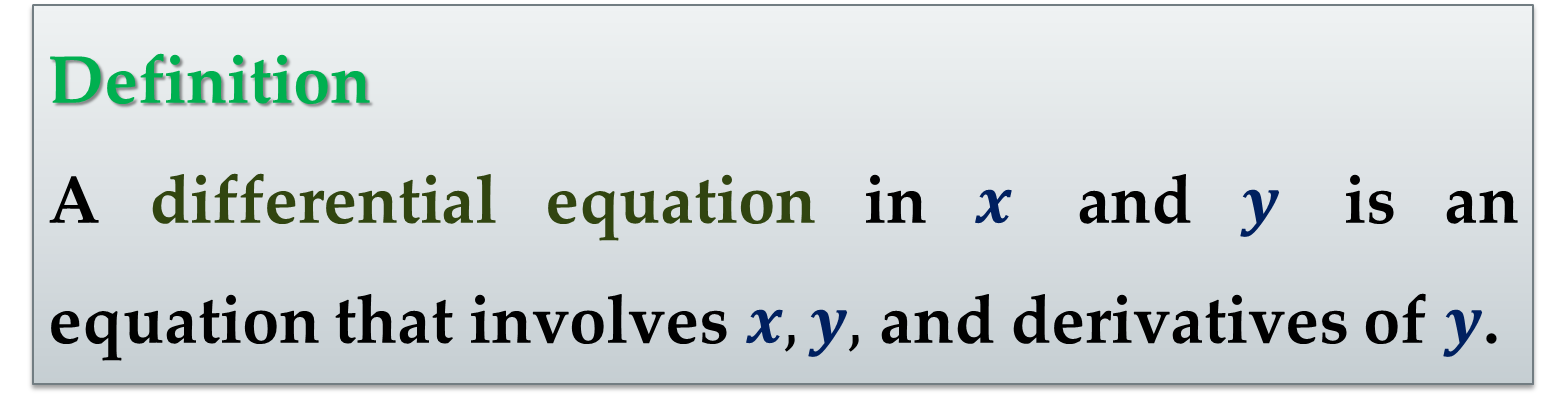 Definition
A differential equation in x and y is an
equation that involves x, y, and derivatives of y.